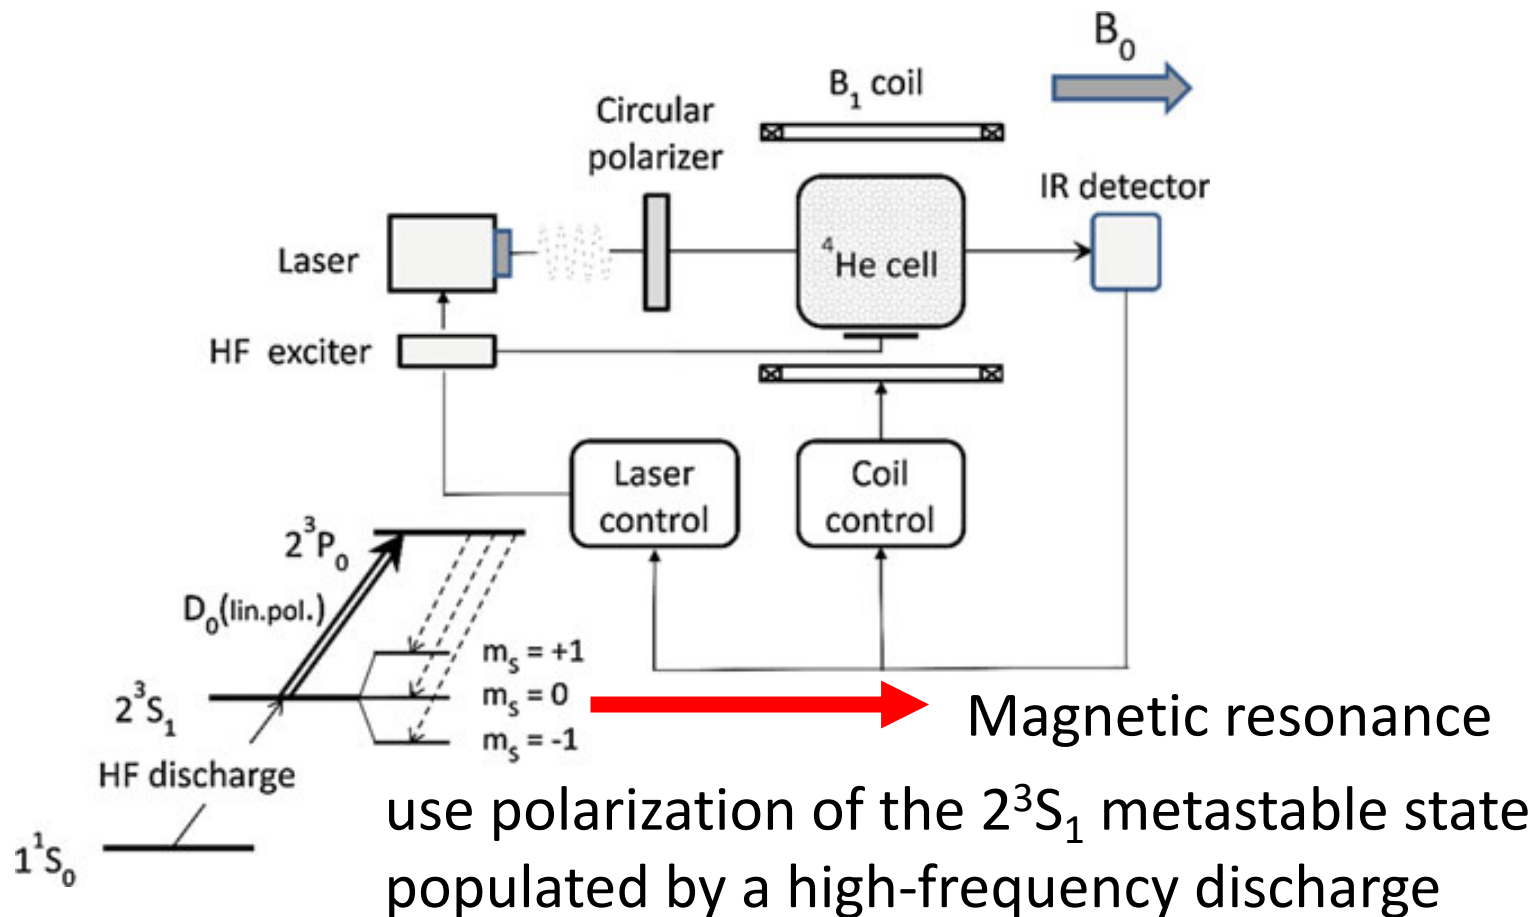 B₀
B₁ coil
Circular
polarizer
IR detector
Laser
⁴He cell
HF exciter
Laser
control
Coil
control
2³P₀
D₀(lin.pol.)
mₛ = +1
2³S₁
mₛ = 0
Magnetic resonance
mₛ = -1
HF discharge
use polarization of the 2³S₁ metastable state
1¹S₀
populated by a high-frequency discharge